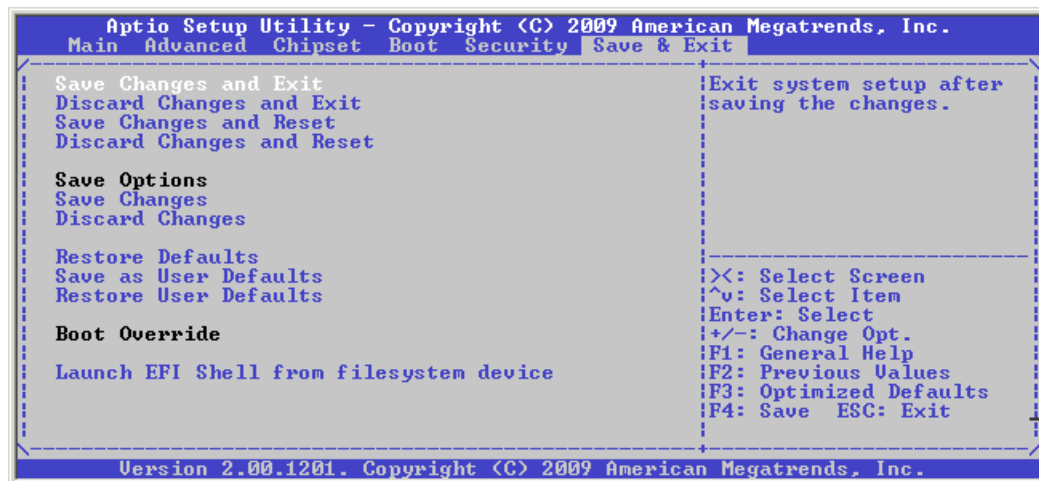 Aptio Setup Utility - Copyright (C) 2009 American Megatrends, Inc.
Main Advanced Chipset Boot Security Save & Exit
Save Changes and Exit
Discard Changes and Exit
Save Changes and Reset
Discard Changes and Reset
Save Options
Save Changes
Discard Changes
Restore Defaults
Save as User Defaults
Restore User Defaults
Boot Override
Launch EFI Shell from filesystem device
Exit system setup after
saving the changes.
><: Select Screen
^v: Select Item
Enter: Select
+/-: Change Opt.
F1: General Help
F2: Previous Values
F3: Optimized Defaults
F4: Save ESC: Exit
Version 2.00.1201. Copyright (C) 2009 American Megatrends, Inc.